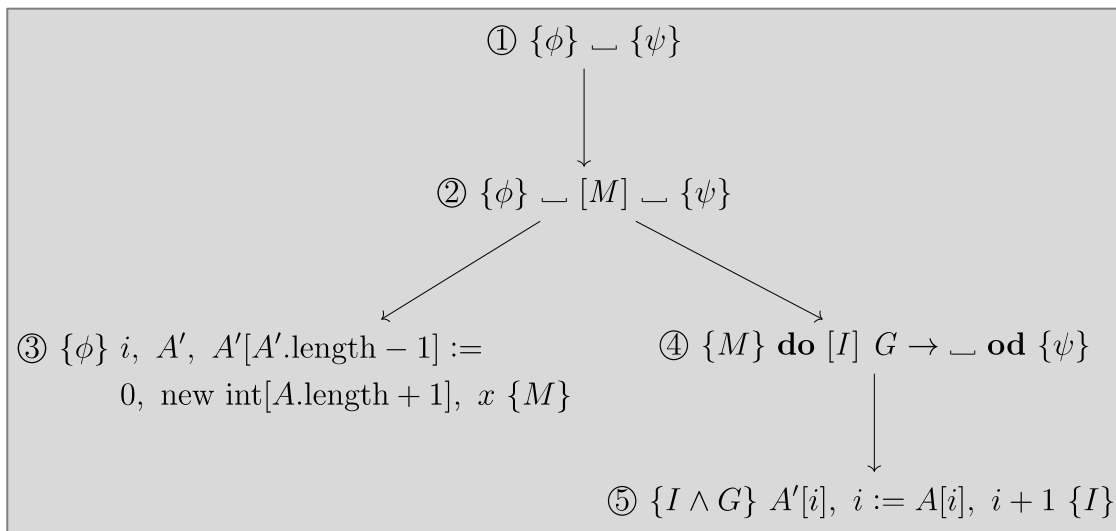 ① {ϕ} ⎵ {ψ}
② {ϕ} ⎵ [M] ⎵ {ψ}
③ {ϕ} i, A′, A′[A′.length − 1] :=
0, new int[A.length + 1], x {M}
④ {M} do [I] G → ⎵ od {ψ}
⑤ {I ∧ G} A′[i], i := A[i], i + 1 {I}